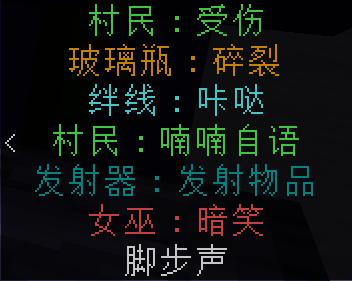 村民：受伤
玻璃瓶：碎裂
绊线：咔哒
< 村民：喃喃自语
发射器：发射物品
女巫：暗笑
脚步声